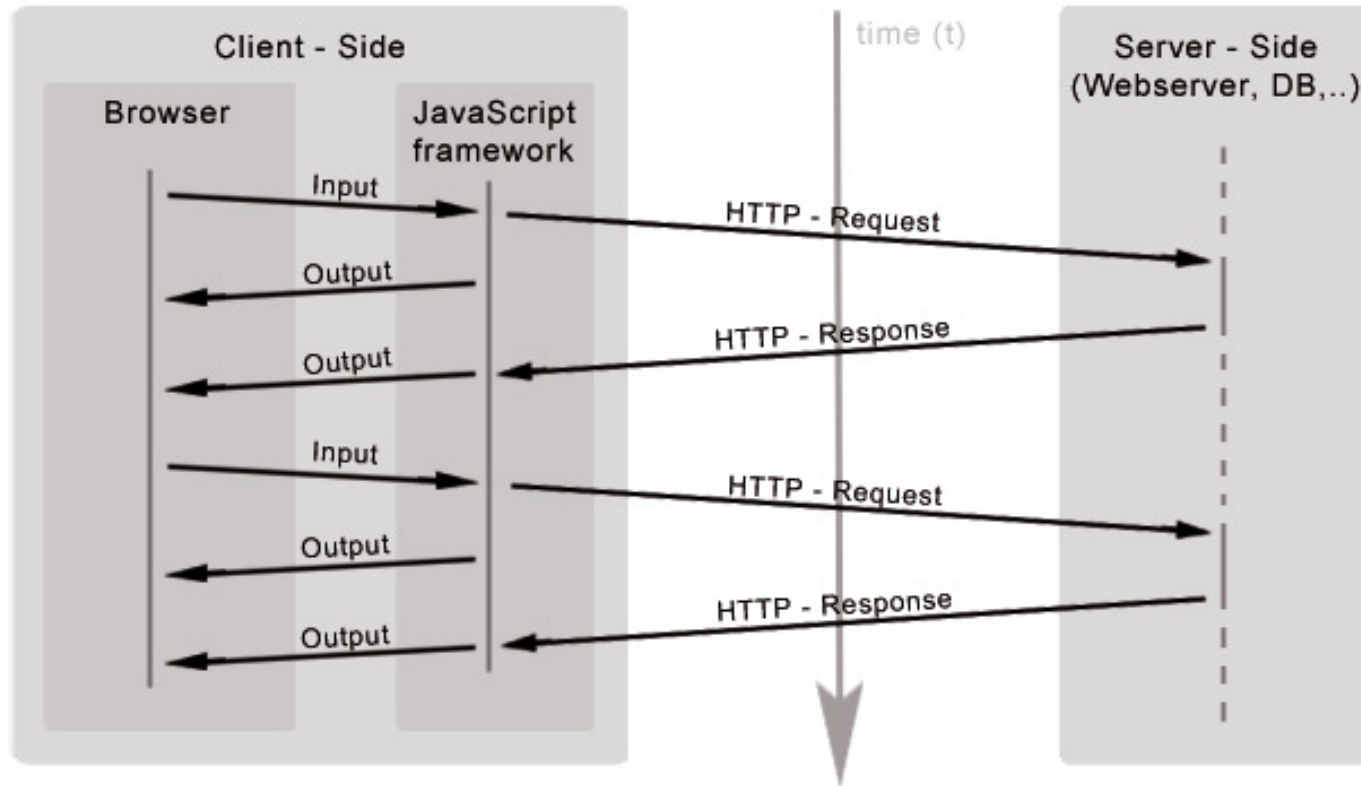 Client - Side
time (t)
Server - Side
(Webserver, DB,..)
Browser
JavaScript
framework
Input
HTTP - Request
Output
HTTP - Response
Output
Input
HTTP - Request
Output
HTTP - Response
Output